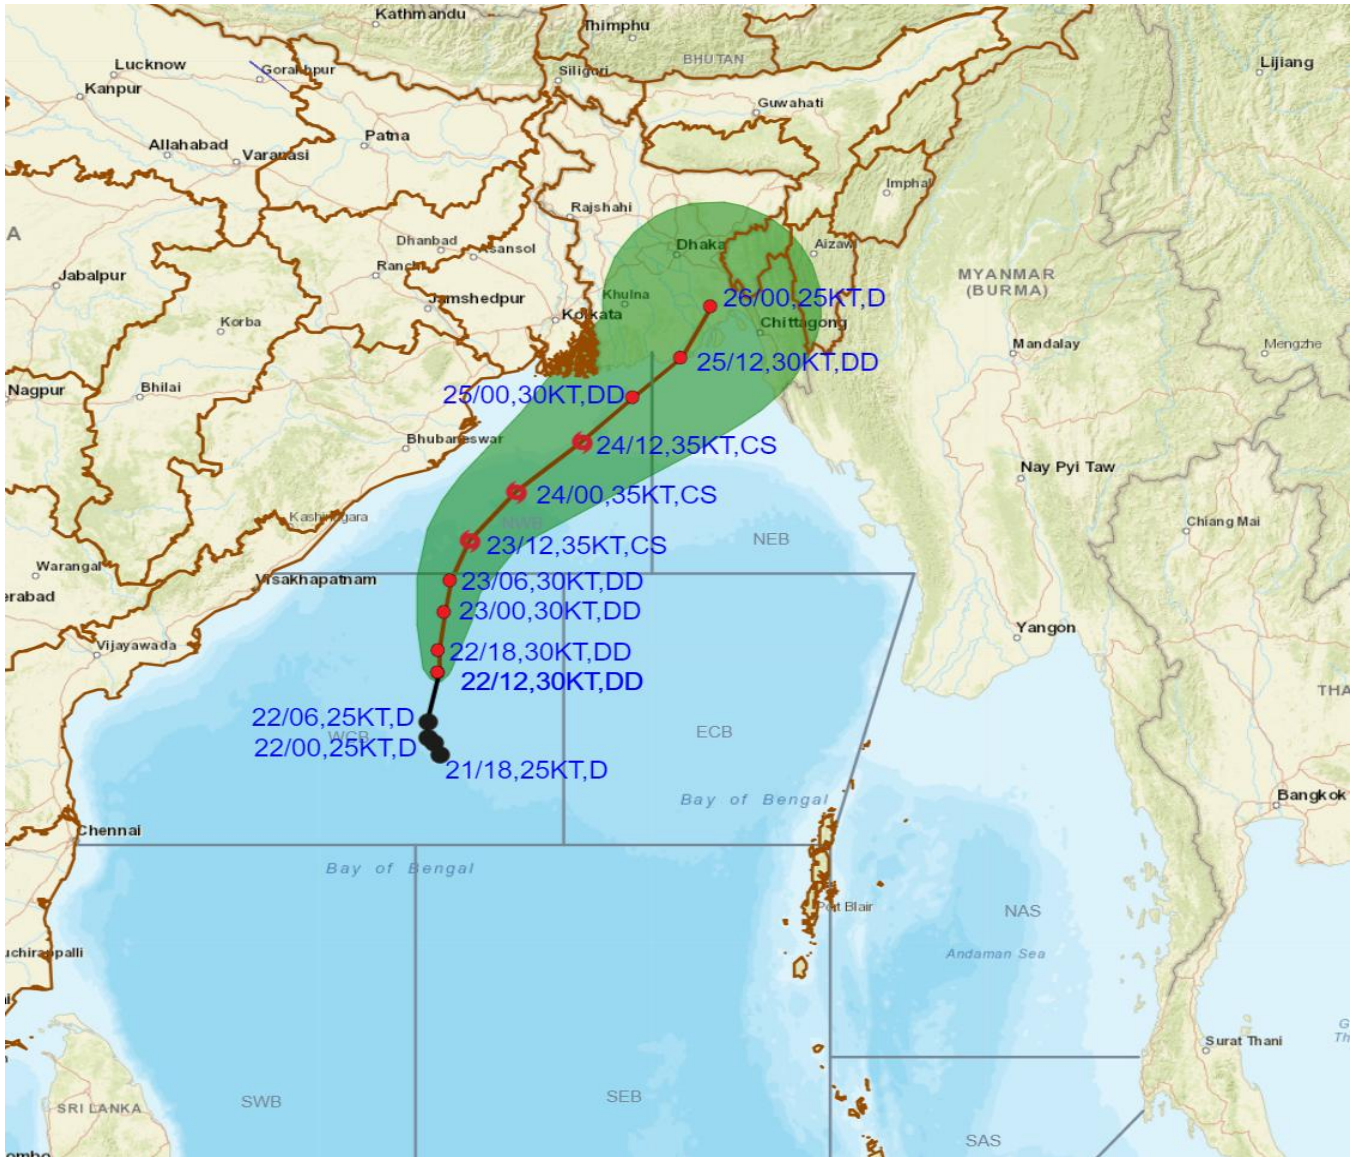 Kathmandu
Thimphu
BHUTAN
Lucknow
Gorakhpur
Siligori
Lijiang
Kanpur
Guwahati
Allahabad
Patna
Varanasi
Imphal
Rajshahi
A
Dhanbad
Asansol
Dhaka
Aizawl
Jabalpur
Ranchi
MYANMAR
(BURMA)
Jamshedpur
Khulna
26/00,25KT,D
Korba
Kolkata
Chittagong
Mandalay
Mengzhe
25/12,30KT,DD
Nagpur
Bhilai
25/00,30KT,DD
Bhubaneswar
24/12,35KT,CS
Nay Pyi Taw
24/00,35KT,CS
Kashinagara
NWB
Chiang Mai
23/12,35KT,CS
NEB
Warangal
Visakhapatnam
23/06,30KT,DD
erabad
23/00,30KT,DD
Yangon
Vijayawada
22/18,30KT,DD
22/12,30KT,DD
THA
22/06,25KT,D
WCB
ECB
22/00,25KT,D
21/18,25KT,D
Bay of Bengal
Bangkok
Chennai
Bay of Bengal
Port Blair
NAS
uchirappalli
Andaman Sea
Surat Thani
G
Th
SWB
SEB
SRI LANKA
SAS
ombo